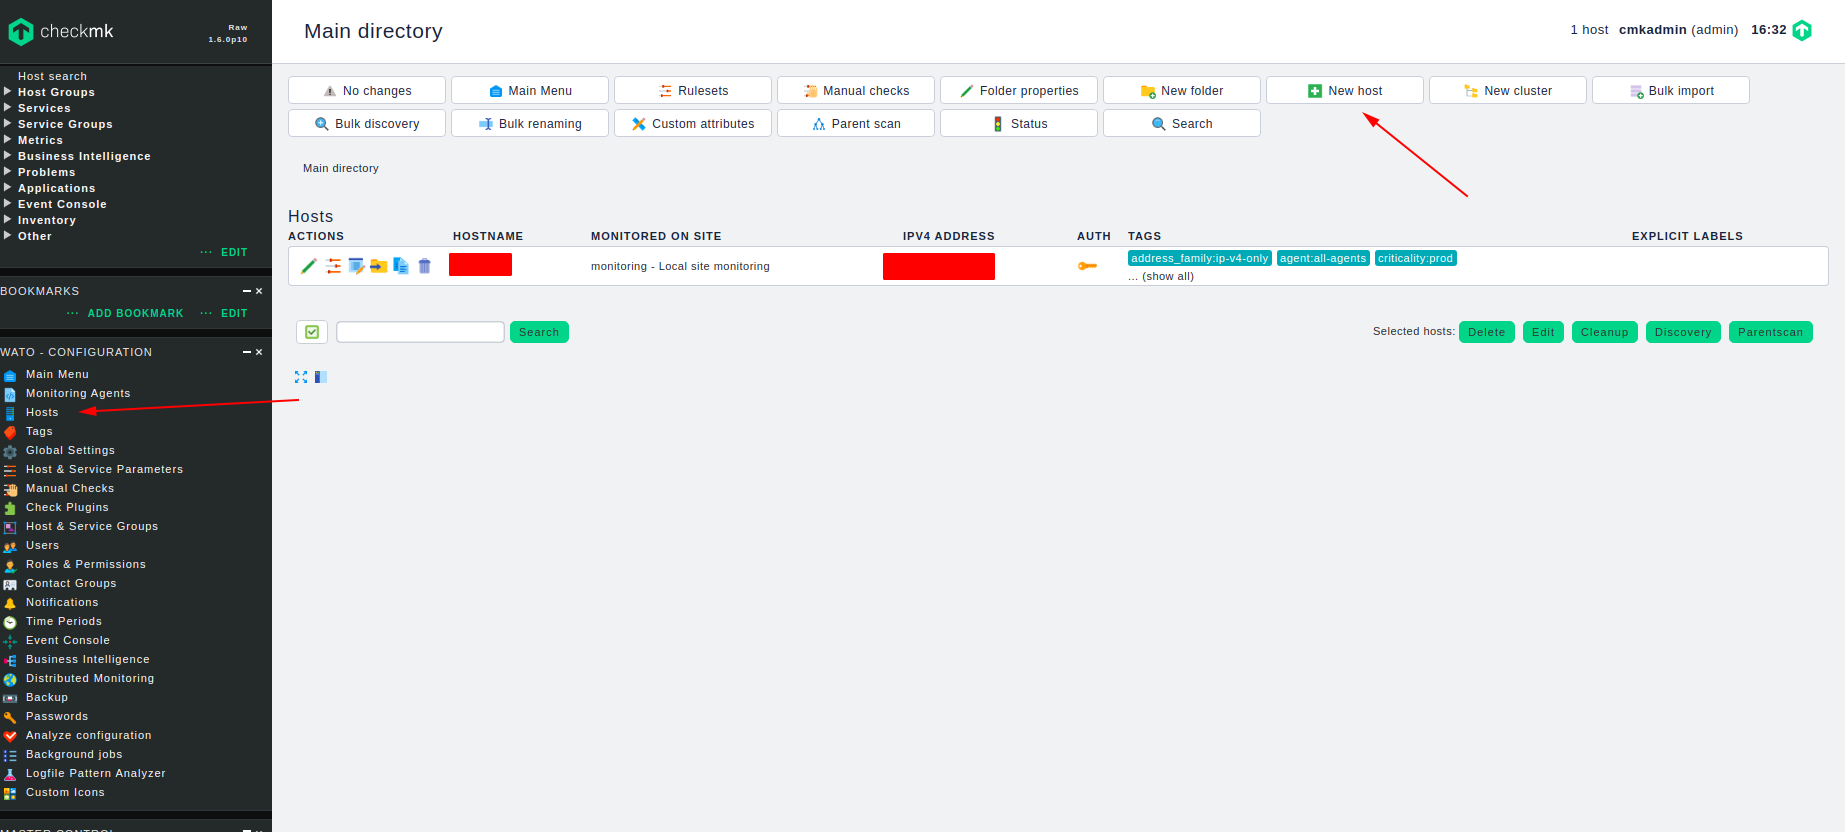 checkmk
Raw
1.6.0p10
Host search
Host Groups
Services
Service Groups
Metrics
Business Intelligence
Problems
Applications
Event Console
Inventory
Other
··· EDIT
BOOKMARKS
··· ADD BOOKMARK ··· EDIT
WATO - CONFIGURATION
Main Menu
Monitoring Agents
Hosts
Tags
Global Settings
Host & Service Parameters
Manual Checks
Check Plugins
Host & Service Groups
Users
Roles & Permissions
Contact Groups
Notifications
Time Periods
Event Console
Business Intelligence
Distributed Monitoring
Backup
Passwords
Analyze configuration
Background jobs
Logfile Pattern Analyzer
Custom Icons
MASTER CONTROL
Main directory
1 host cmkadmin (admin) 16:32
No changes Main Menu Rulesets Manual checks Folder properties New folder New host New cluster Bulk import
Bulk discovery Bulk renaming Custom attributes Parent scan Status Search
Main directory
Hosts
ACTIONS HOSTNAME MONITORED ON SITE IPV4 ADDRESS AUTH TAGS EXPLICIT LABELS
monitoring - Local site monitoring address_family:ip-v4-only agent:all-agents criticality:prod
... (show all)
Search Selected hosts: Delete Edit Cleanup Discovery Parentscan